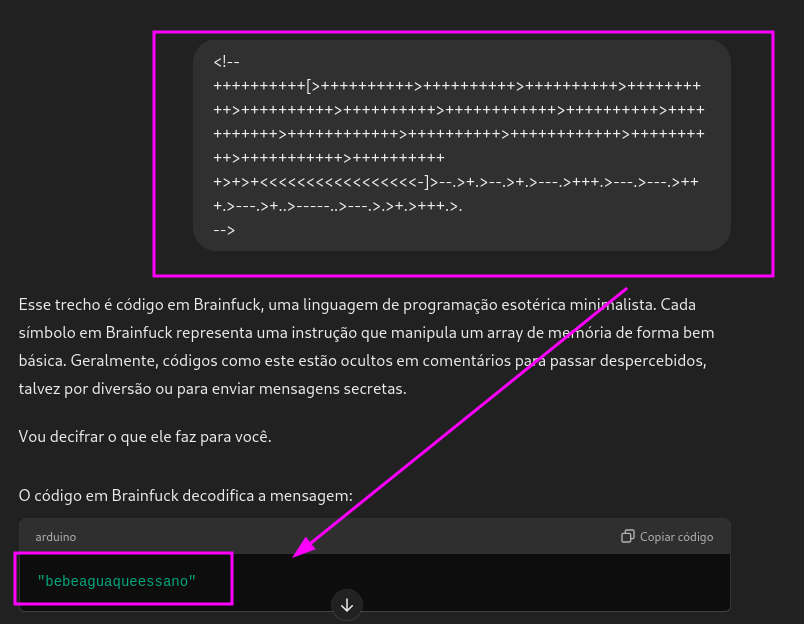 <!--
++++++++++[>++++++++++>++++++++++>++++++++++>++++++++
++>++++++++++>++++++++++>++++++++++++>++++++++++>++++
+++++++>++++++++++++>++++++++++>++++++++++++>++++++++
++>+++++++++++>++++++++++
+>+>+<<<<<<<<<<<<<<<<<-]>--.>+.>--.>+.>---.>+++.>---.>---.>++
+.>---.>+..>-----..>---.>.>+.>+++.>.
-->
Esse trecho é código em Brainfuck, uma linguagem de programação esotérica minimalista. Cada
símbolo em Brainfuck representa uma instrução que manipula um array de memória de forma bem
básica. Geralmente, códigos como este estão ocultos em comentários para passar despercebidos,
talvez por diversão ou para enviar mensagens secretas.
Vou decifrar o que ele faz para você.
O código em Brainfuck decodifica a mensagem:
arduino
Copiar código
"bebeaguaqueessano"